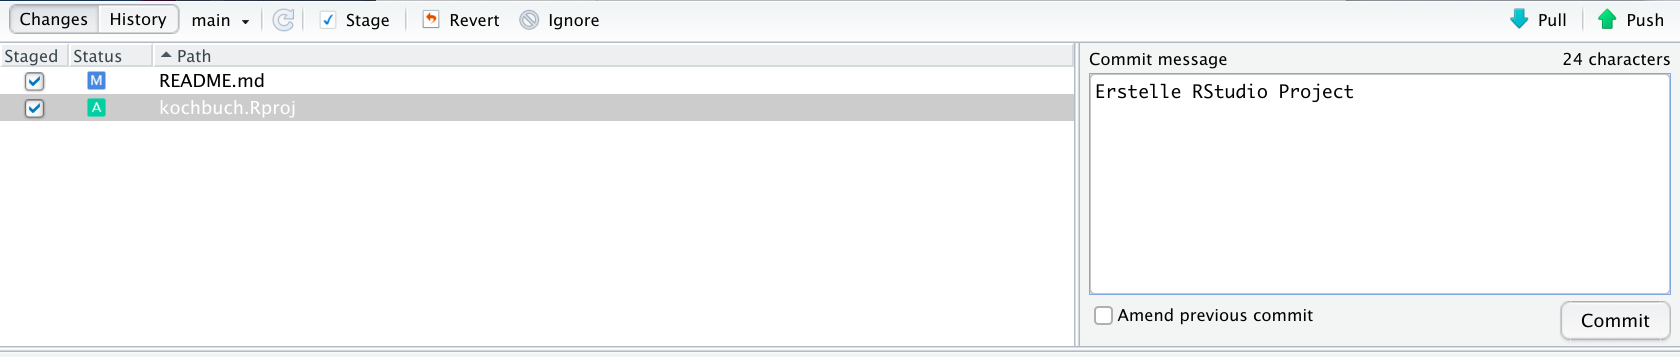 Changes History main Stage Revert Ignore Pull Push
Staged Status Path
M README.md
A kochbuch.Rproj
Commit message 24 characters
Erstelle RStudio Project
Amend previous commit
Commit